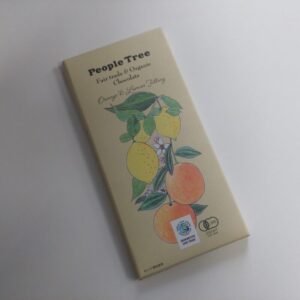 People Tree
Fair trade & Organic
Chocolate
Orange & Lemon Filling